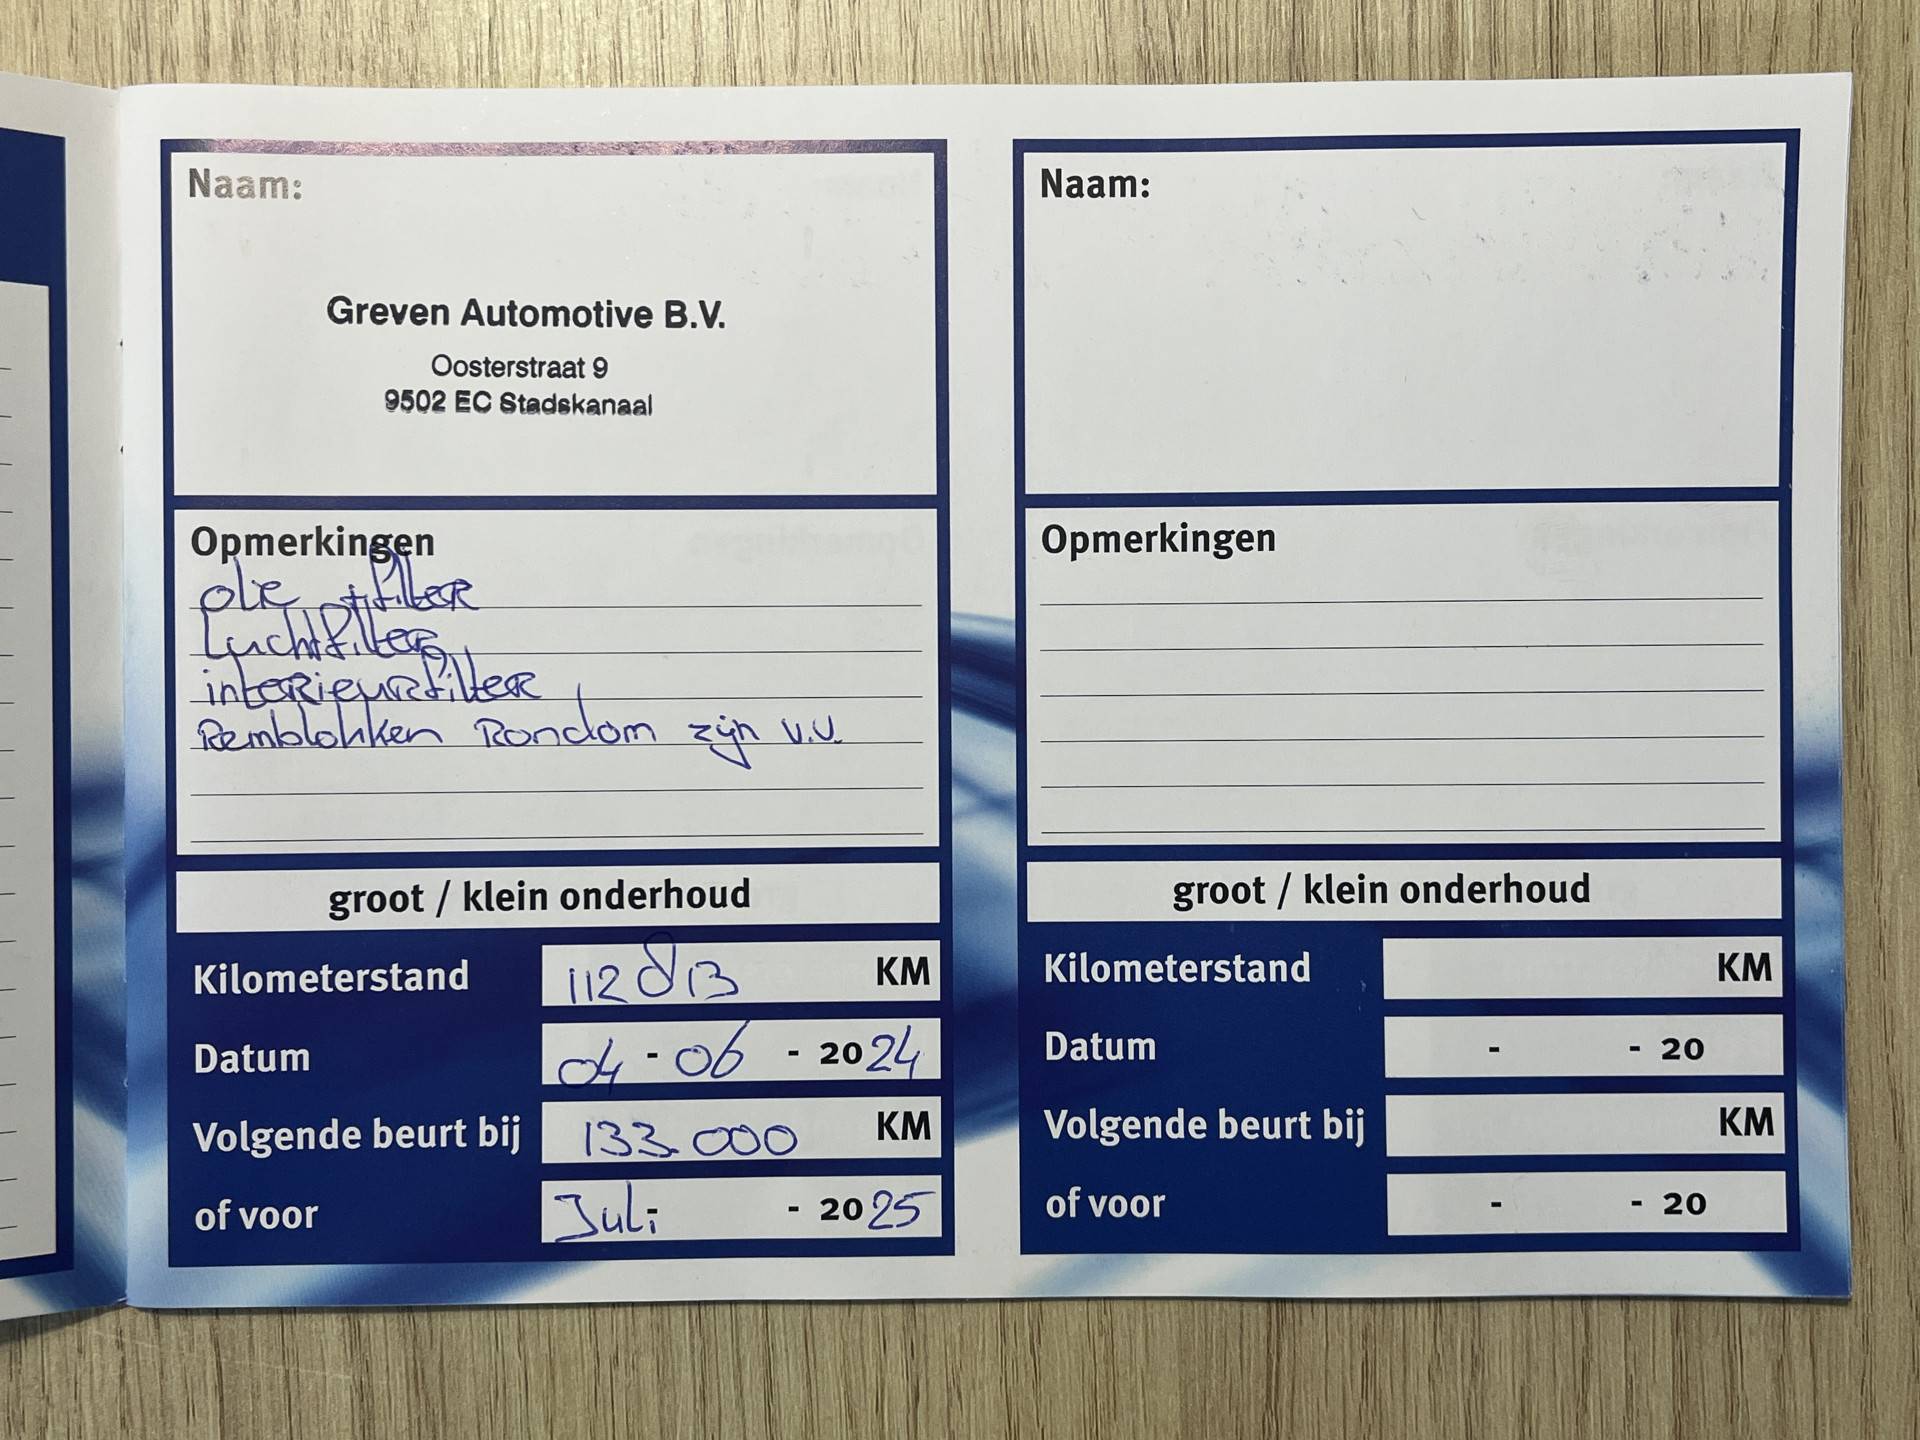 Naam:
Greven Automotive B.V.
Oosterstraat 9
9502 EC Stadskanaal
Opmerkingen
olie +filter
Luchtfilter
interieurfilter
Remblokken Rondom zijn v.v.
groot / klein onderhoud
Kilometerstand 112813 KM
Datum 04 - 06 - 2024
Volgende beurt bij 133.000 KM
of voor Juli - - 2025
Naam:
Opmerkingen
groot / klein onderhoud
Kilometerstand KM
Datum - - 20
Volgende beurt bij KM
of voor - - 20